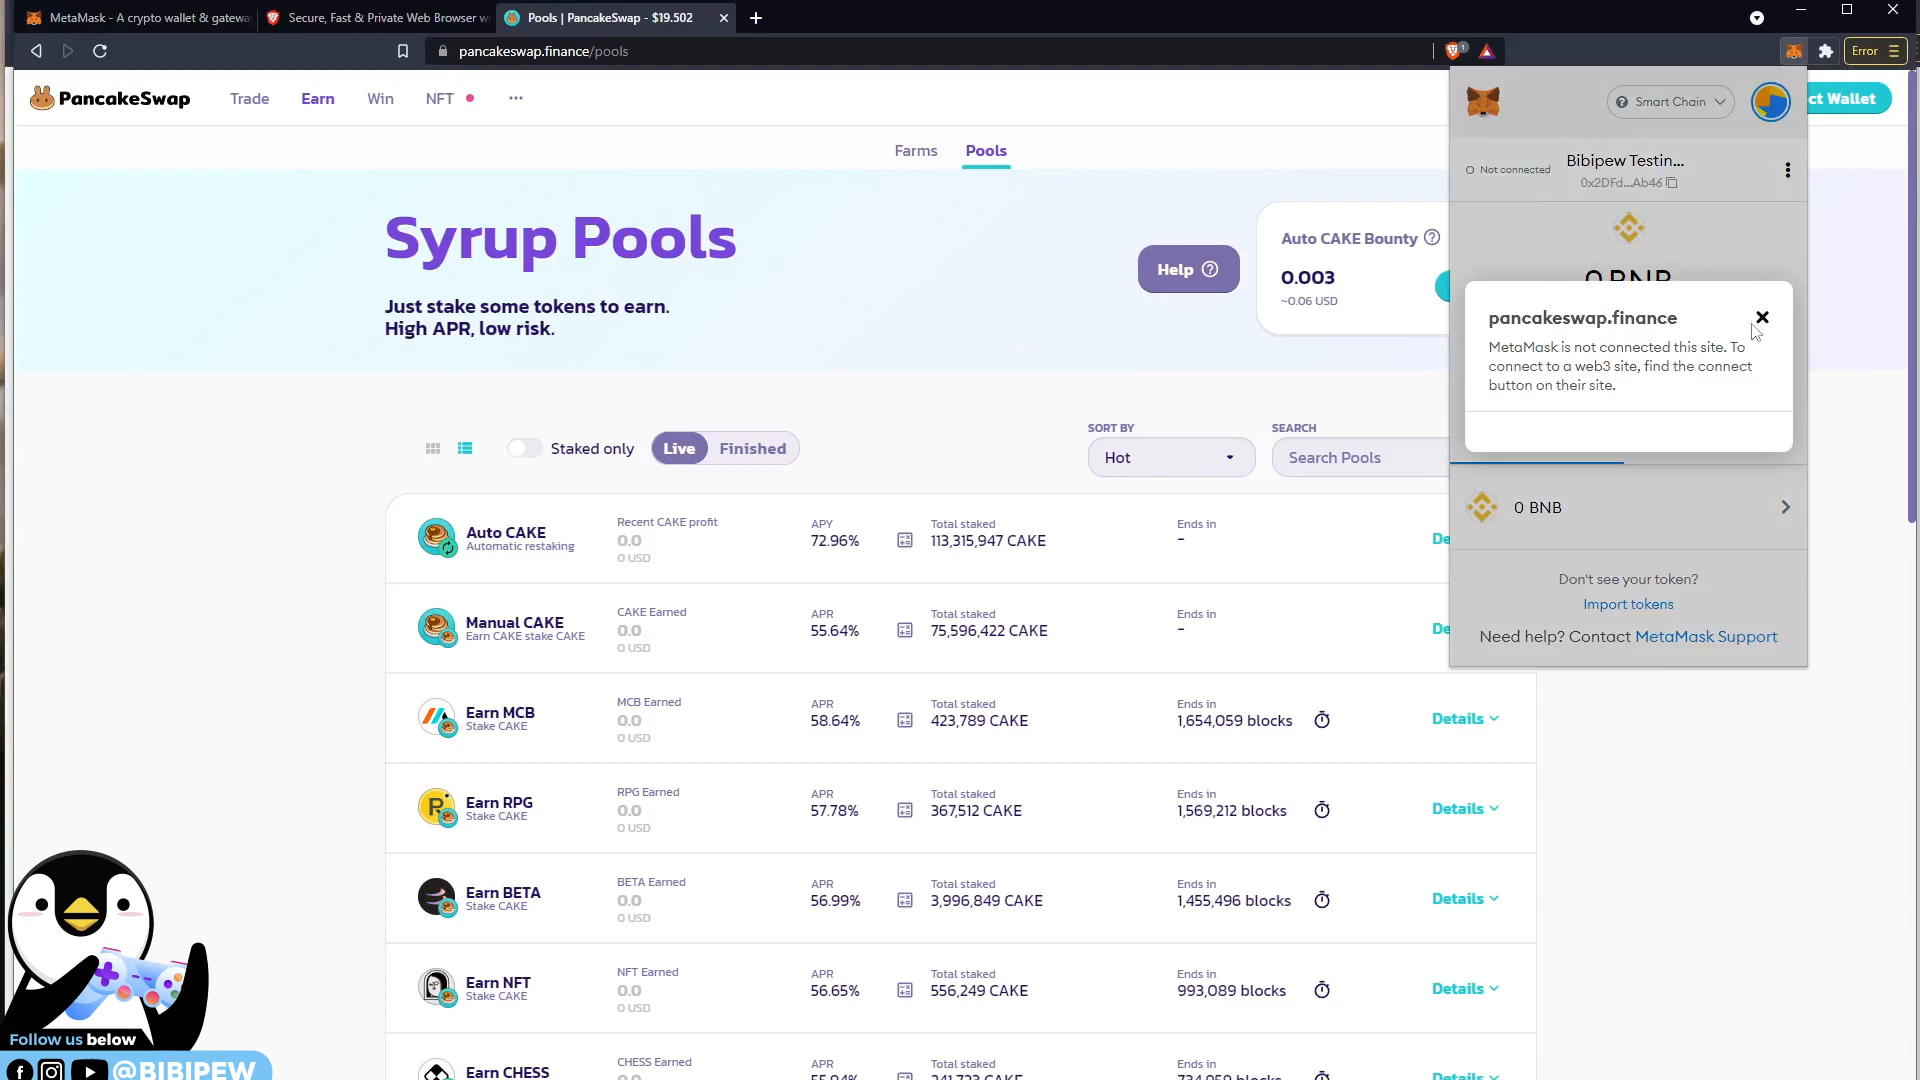 MetaMask - A crypto wallet & gatewa
Secure, Fast & Private Web Browser w
Pools | PancakeSwap - $19.502
pancakeswap.finance/pools
1
Error
PancakeSwap
Trade
Earn
Win
NFT
Smart Chain
ct Wallet
Farms
Pools
Not connected
Bibipew Testin...
0x2DFd...Ab46
Syrup Pools
Just stake some tokens to earn.
High APR, low risk.
Help
Auto CAKE Bounty
0.003
~0.06 USD
0 BNB
pancakeswap.finance
MetaMask is not connected this site. To
connect to a web3 site, find the connect
button on their site.
Staked only
Live
Finished
SORT BY
Hot
SEARCH
Search Pools
0 BNB
Don't see your token?
Import tokens
Need help? Contact MetaMask Support
Auto CAKE
Automatic restaking
Recent CAKE profit
0.0
0 USD
APY
72.96%
Total staked
113,315,947 CAKE
Ends in
-
De
Manual CAKE
Earn CAKE stake CAKE
CAKE Earned
0.0
0 USD
APR
55.64%
Total staked
75,596,422 CAKE
Ends in
-
De
Earn MCB
Stake CAKE
MCB Earned
0.0
0 USD
APR
58.64%
Total staked
423,789 CAKE
Ends in
1,654,059 blocks
Details
Earn RPG
Stake CAKE
RPG Earned
0.0
0 USD
APR
57.78%
Total staked
367,512 CAKE
Ends in
1,569,212 blocks
Details
Earn BETA
Stake CAKE
BETA Earned
0.0
0 USD
APR
56.99%
Total staked
3,996,849 CAKE
Ends in
1,455,496 blocks
Details
Earn NFT
Stake CAKE
NFT Earned
0.0
0 USD
APR
56.65%
Total staked
556,249 CAKE
Ends in
993,089 blocks
Details
Earn CHESS
CHESS Earned
APR
Total staked
Ends in
Details
Follow us below
@BIBIPEW